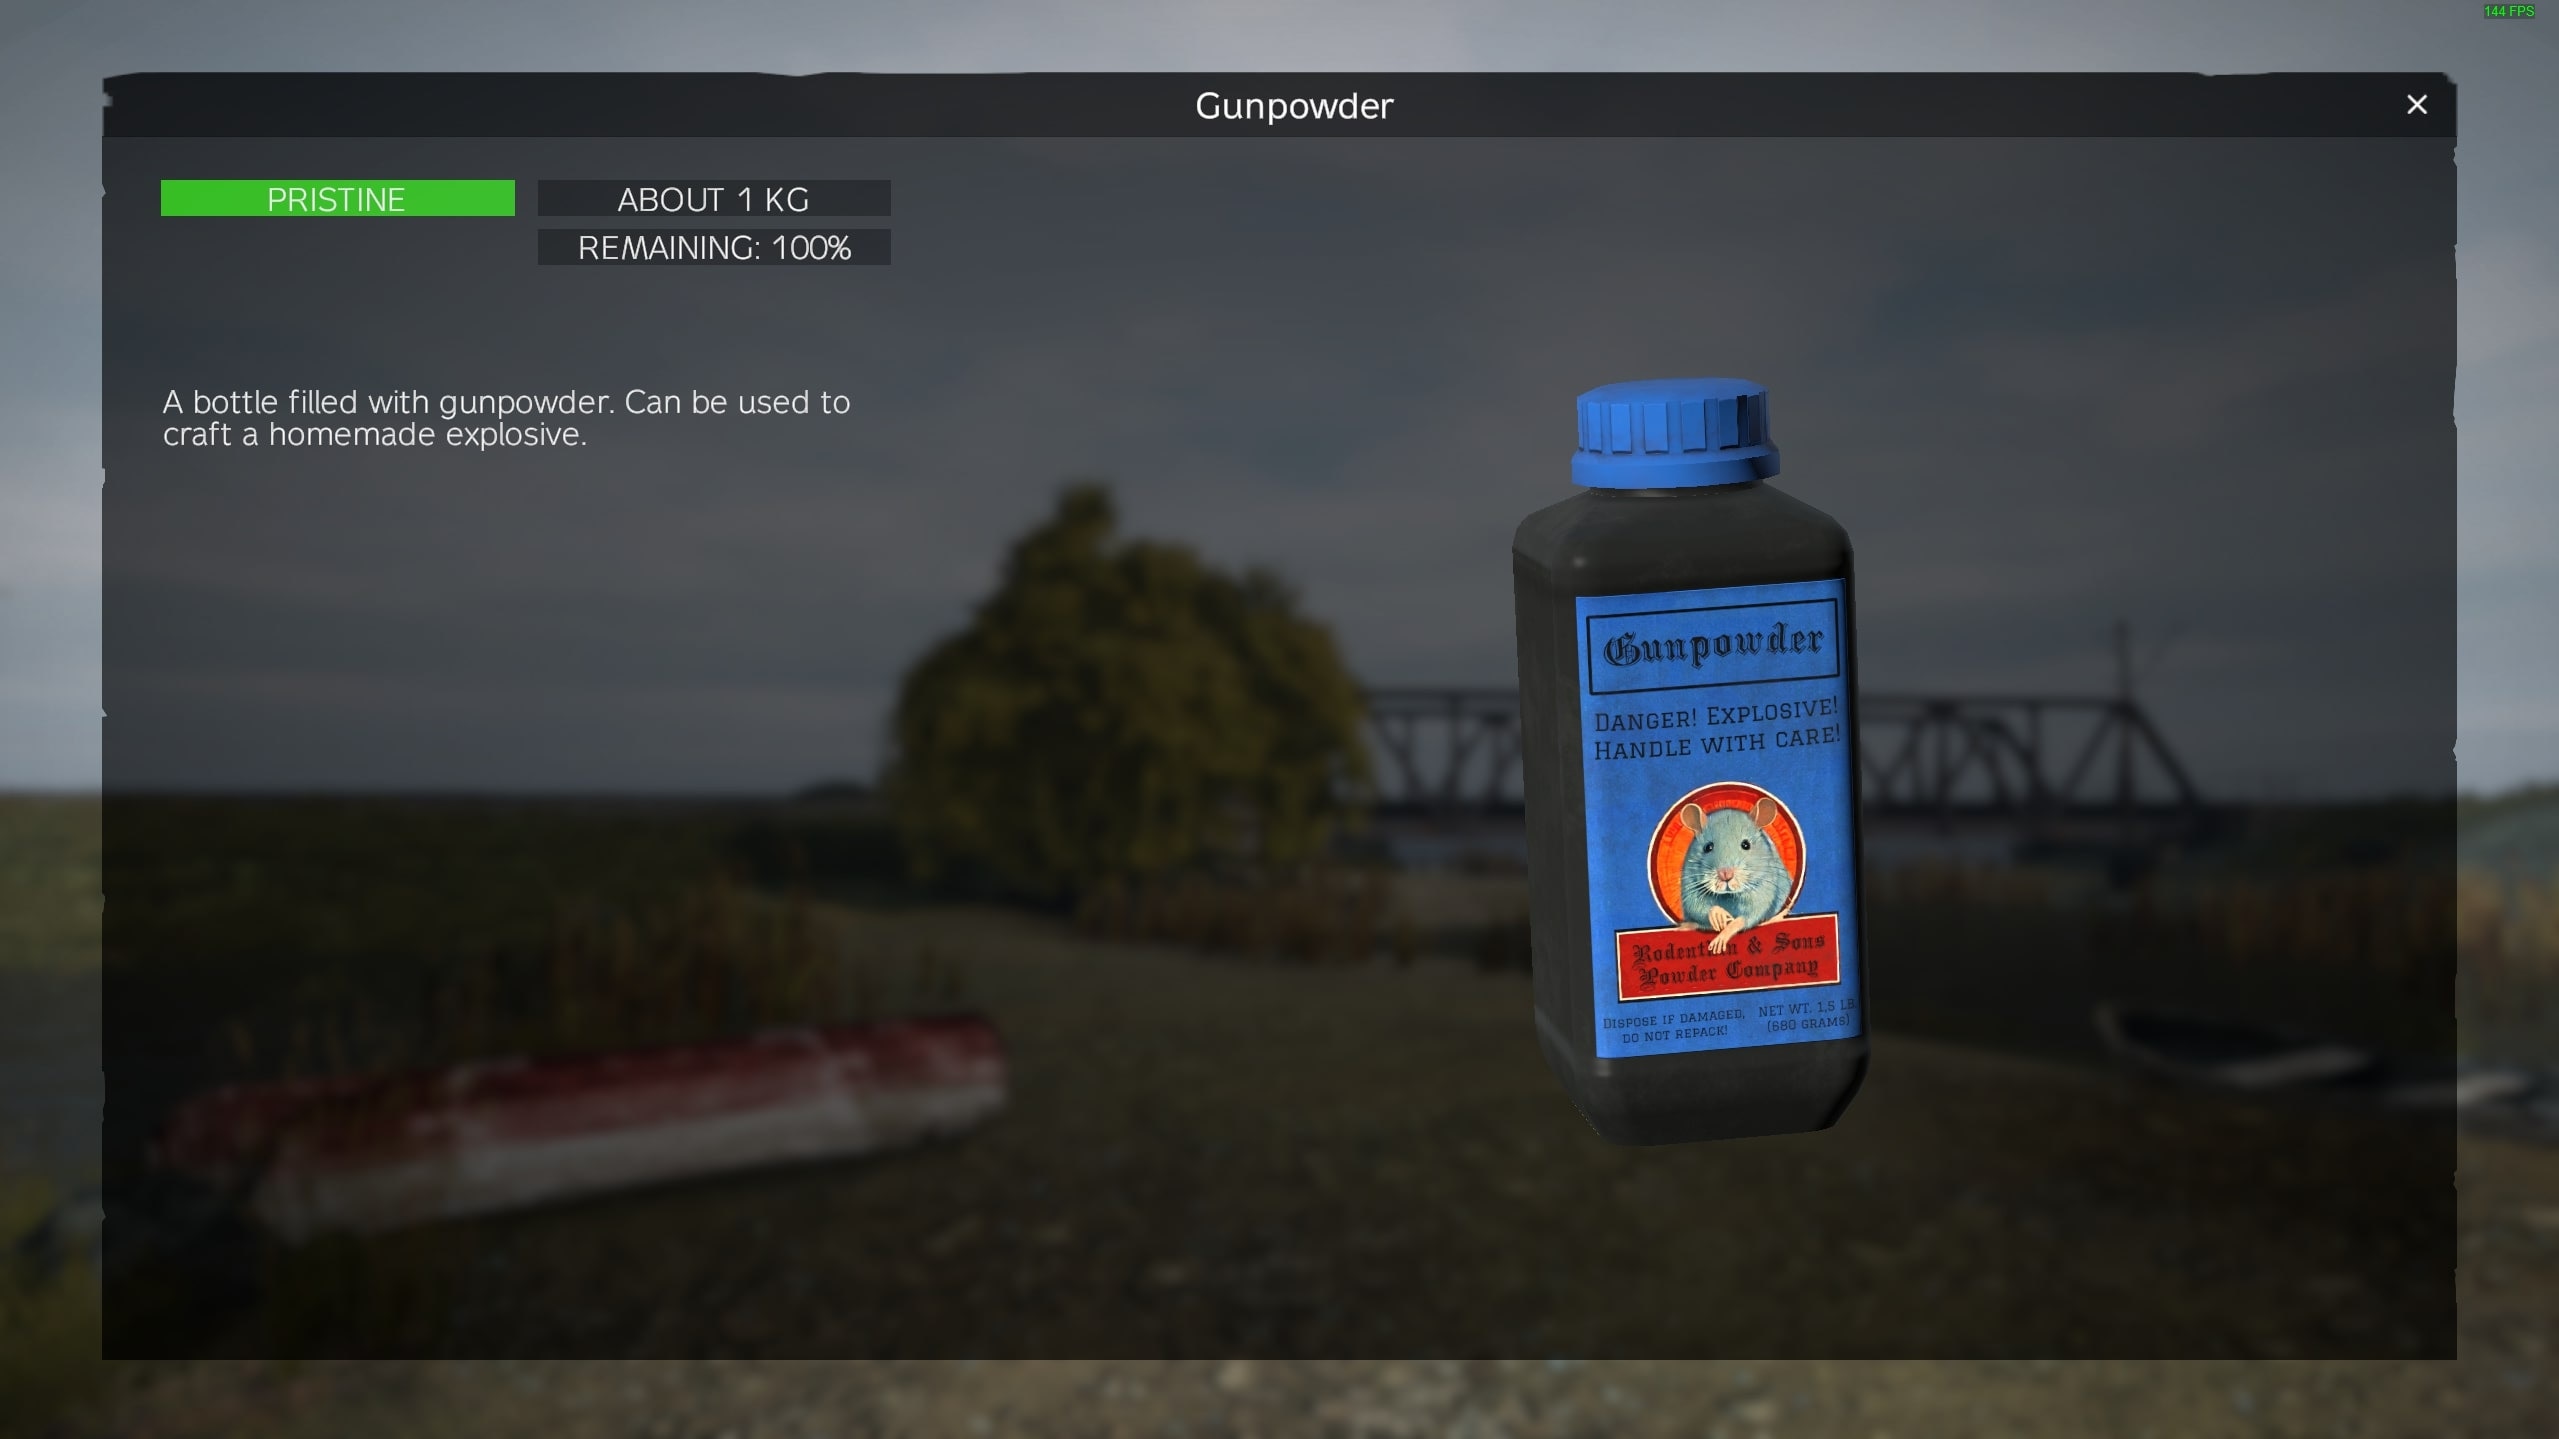 144 FPS
Gunpowder
PRISTINE
ABOUT 1 KG
REMAINING: 100%
A bottle filled with gunpowder. Can be used to
craft a homemade explosive.
Gunpowder
DANGER! EXPLOSIVE!
HANDLE WITH CARE!
& Sons
Powder Company
DISPOSE IF DAMAGED,
DO NOT REPACK!
NET WT. 1,5 LB.
(680 GRAMS)